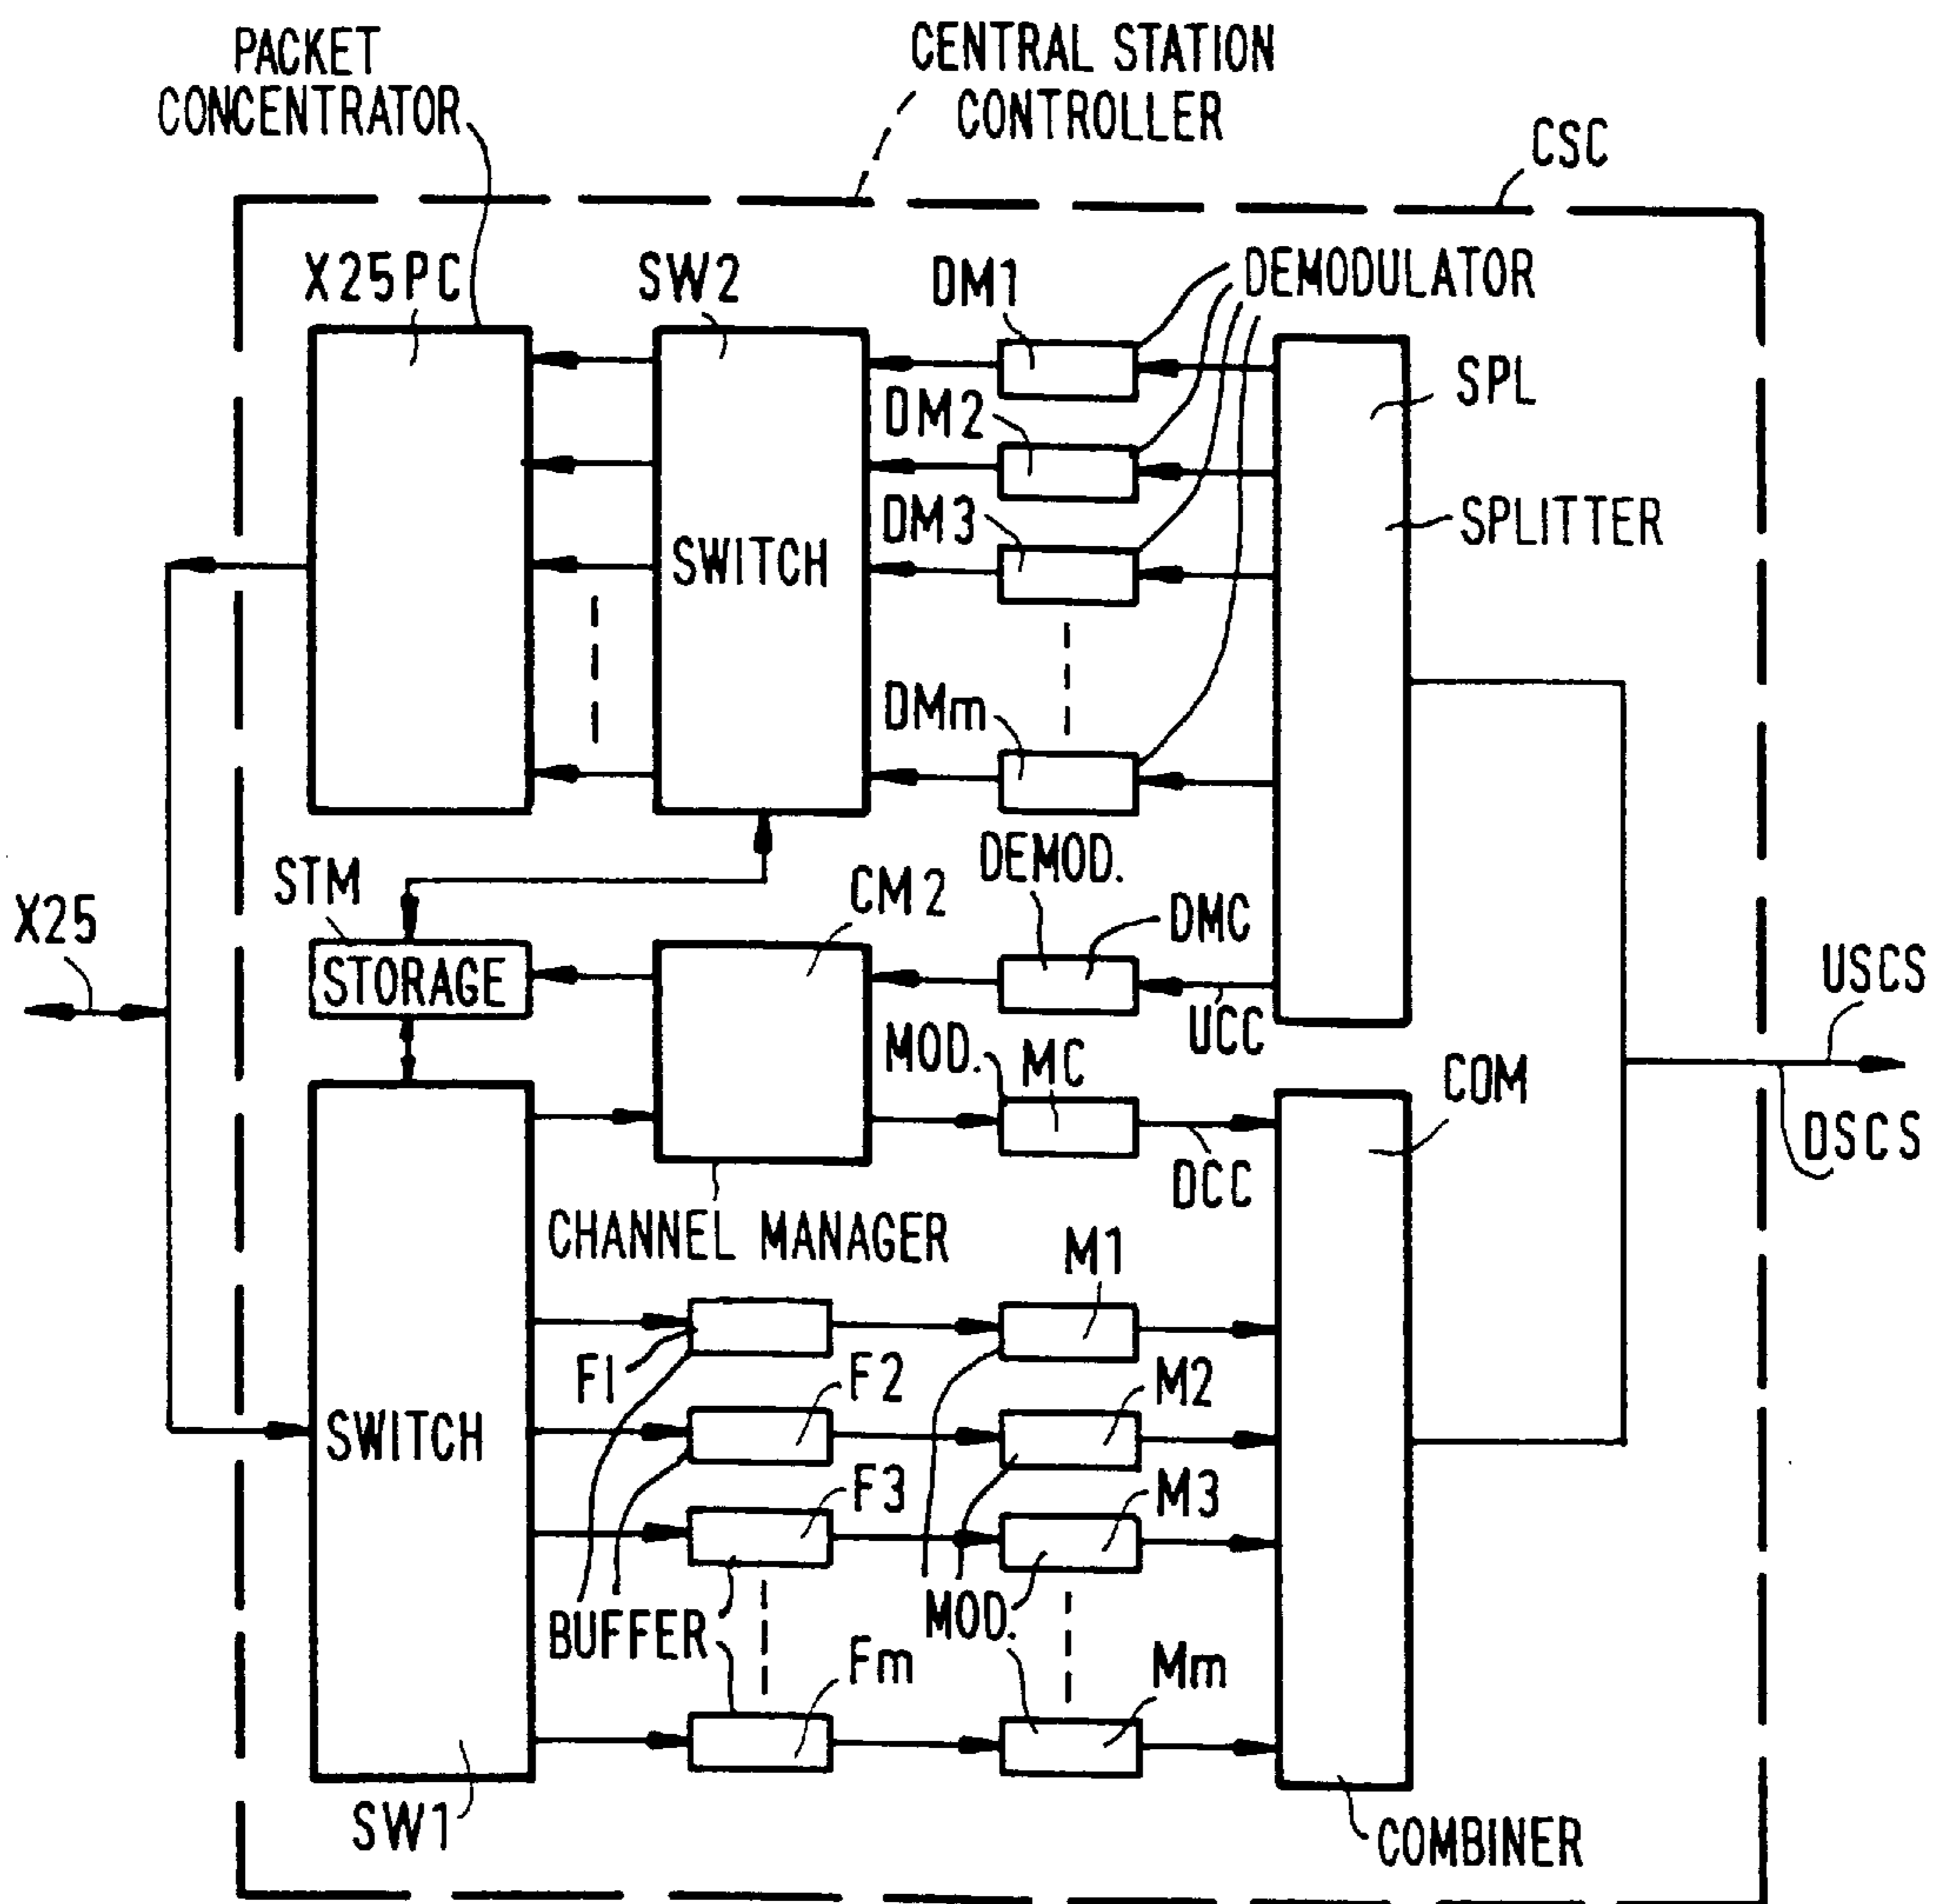 PACKET
CONCENTRATOR
CENTRAL STATION
CONTROLLER
CSC
X25PC
SW2
DM1
DEMODULATOR
SPL
DM2
SPLITTER
DM3
SWITCH
DMm
DEMOD.
STM
CM2
DMC
X25
STORAGE
USCS
UCC
MOD.
MC
COM
DSCS
DCC
CHANNEL MANAGER
M1
F1
F2
M2
SWITCH
F3
M3
BUFFER
MOD.
Fm
Mm
SW1
COMBINER